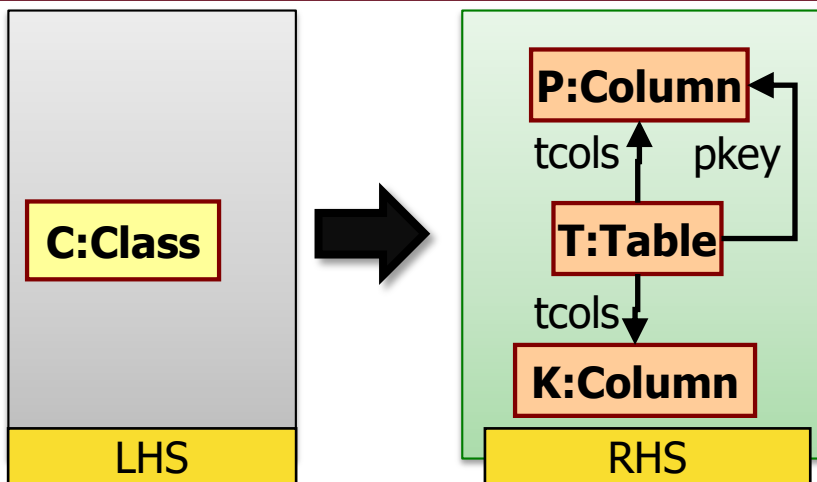 C:Class
LHS
P:Column
tcols
pkey
T:Table
tcols
K:Column
RHS